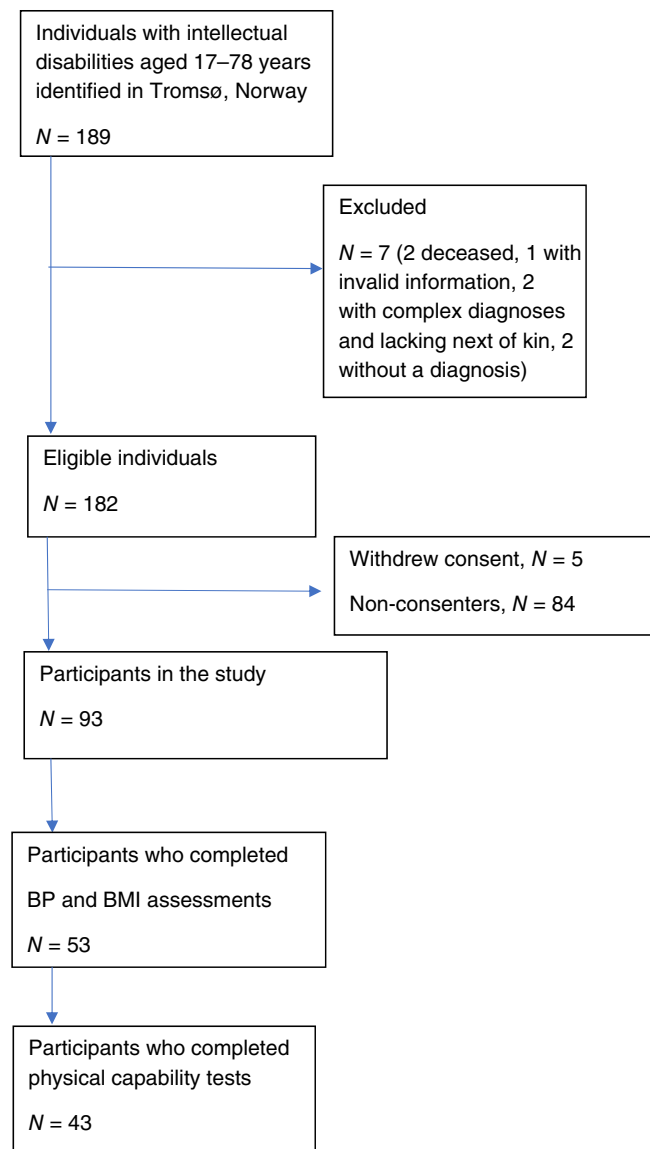 Individuals with intellectual
disabilities aged 17–78 years
identified in Tromsø, Norway
N = 189
Excluded
N = 7 (2 deceased, 1 with
invalid information, 2
with complex diagnoses
and lacking next of kin, 2
without a diagnosis)
Eligible individuals
N = 182
Withdrew consent, N = 5
Non-consenters, N = 84
Participants in the study
N = 93
Participants who completed
BP and BMI assessments
N = 53
Participants who completed
physical capability tests
N = 43